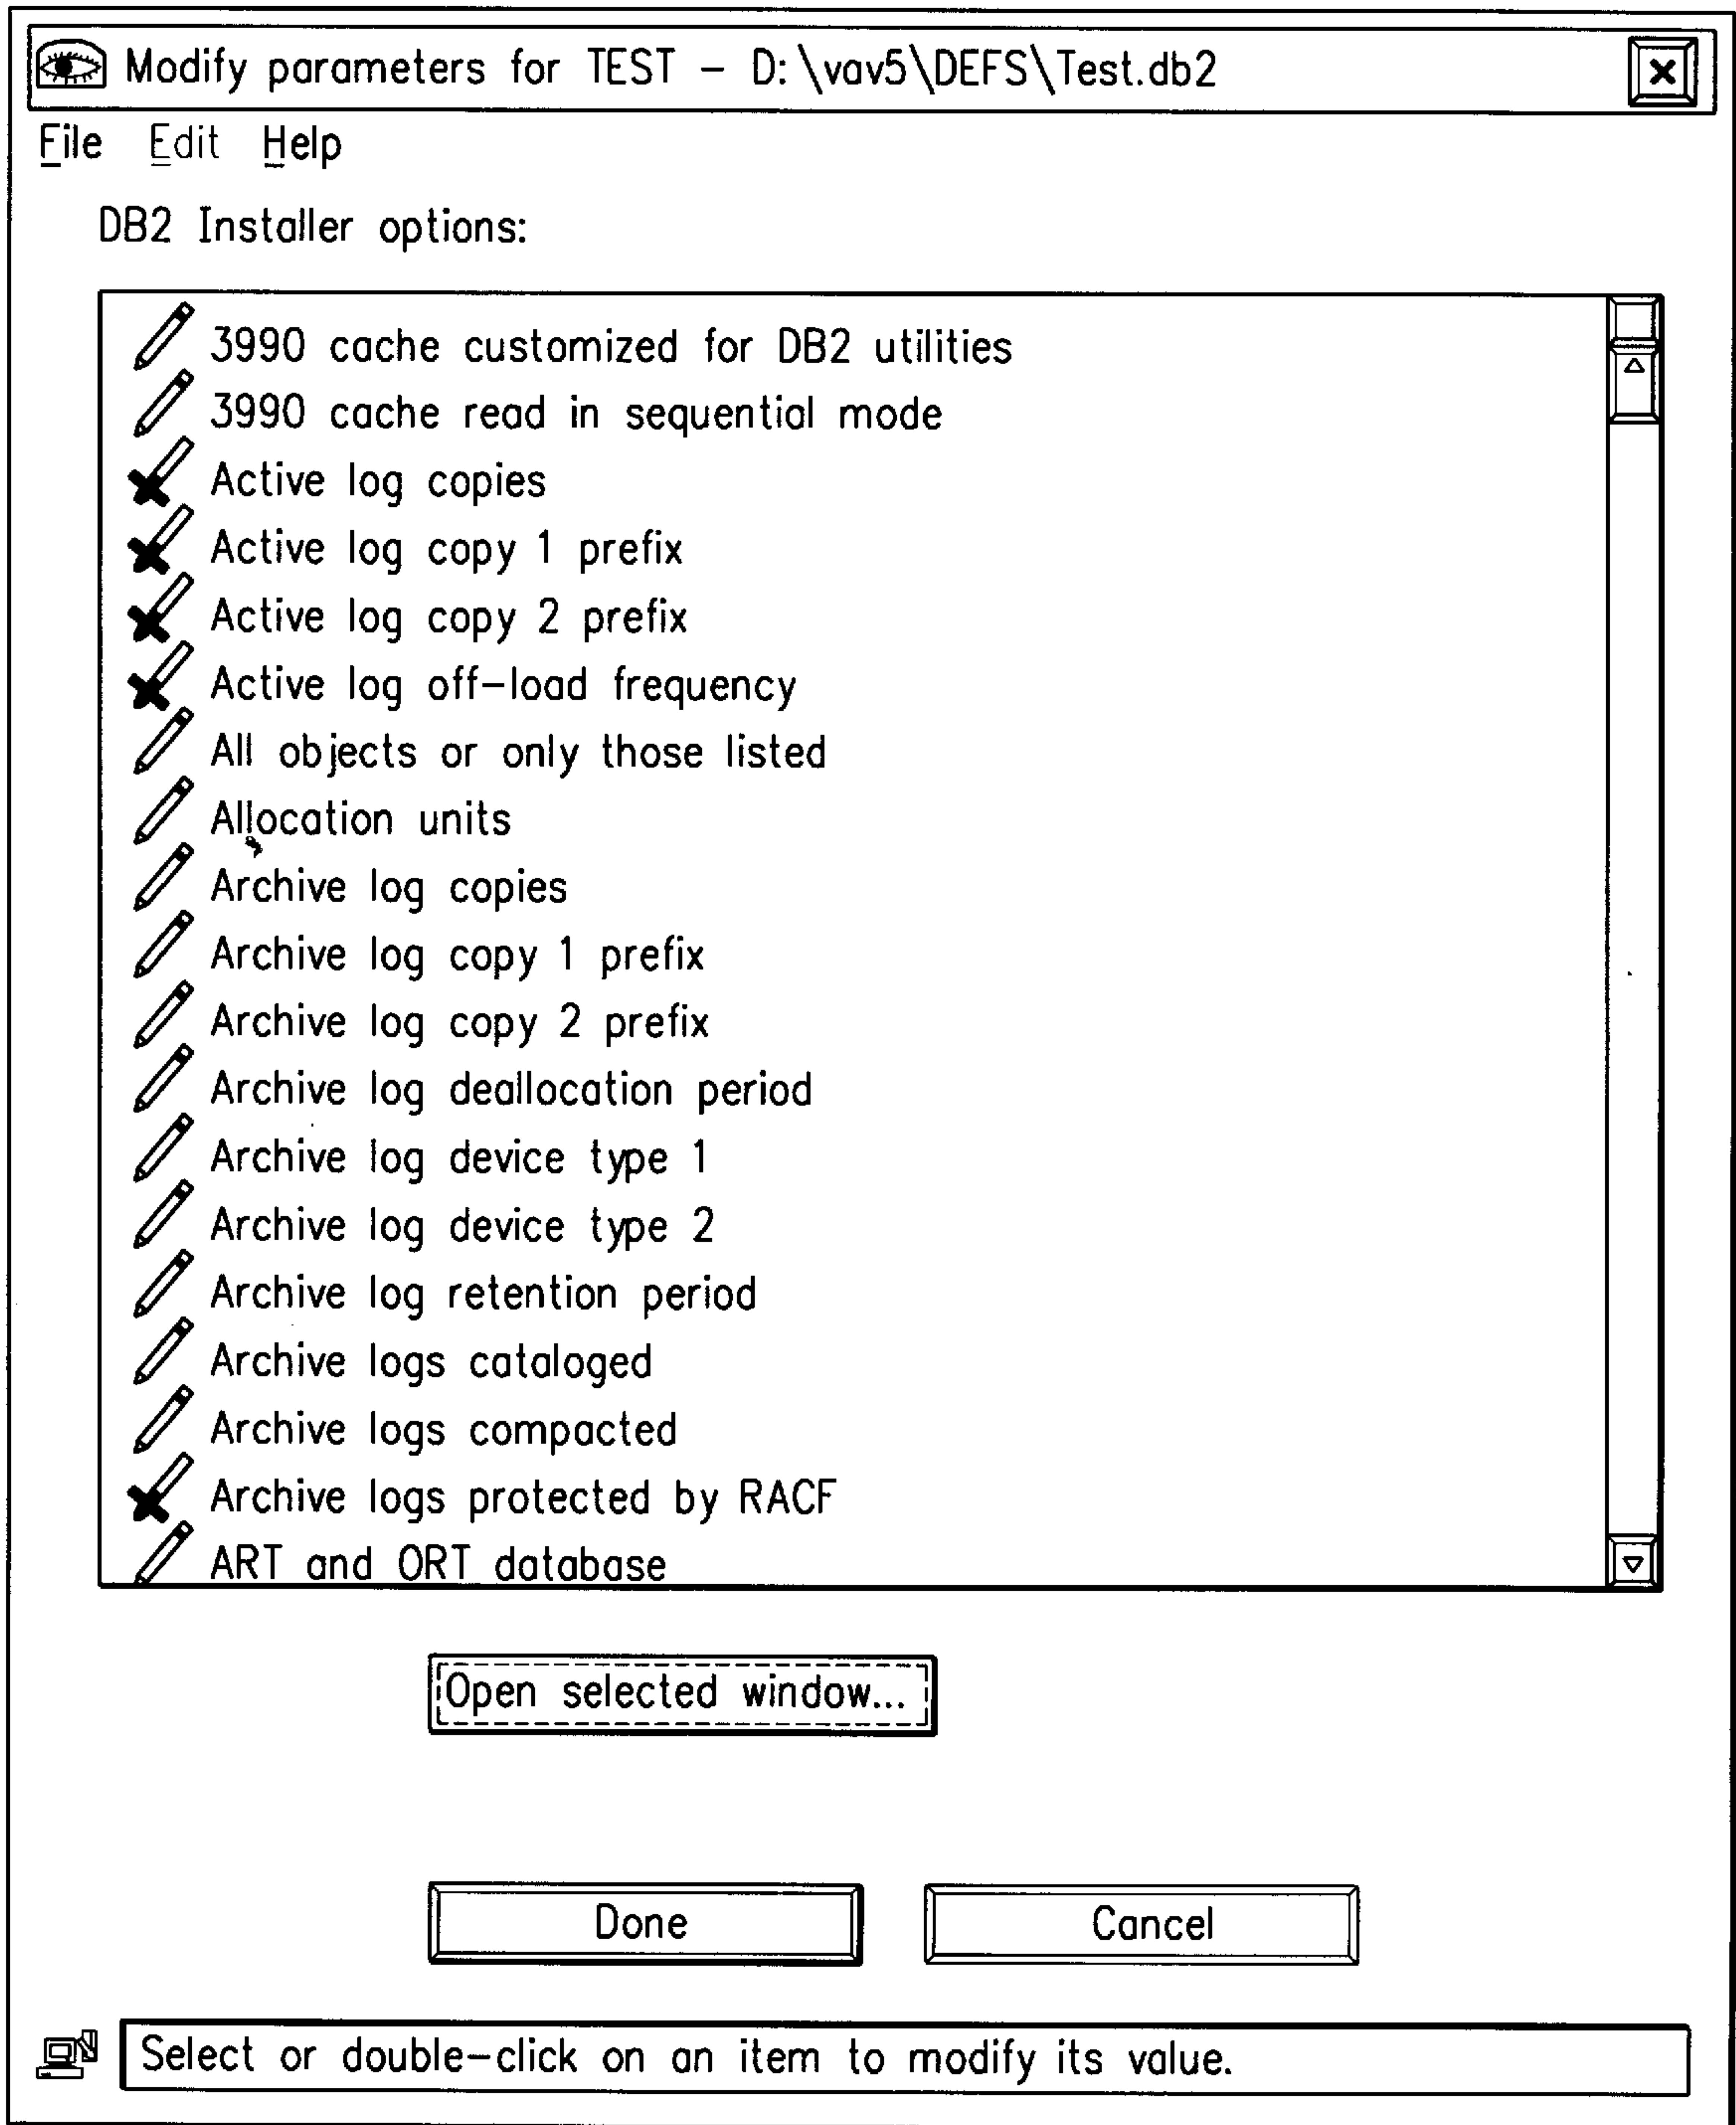 Modify parameters for TEST – D:\vav5\DEFS\Test.db2
File Edit Help
DB2 Installer options:
3990 cache customized for DB2 utilities
3990 cache read in sequential mode
Active log copies
Active log copy 1 prefix
Active log copy 2 prefix
Active log off-load frequency
All objects or only those listed
Allocation units
Archive log copies
Archive log copy 1 prefix
Archive log copy 2 prefix
Archive log deallocation period
Archive log device type 1
Archive log device type 2
Archive log retention period
Archive logs cataloged
Archive logs compacted
Archive logs protected by RACF
ART and ORT database
Open selected window...
Done Cancel
Select or double-click on an item to modify its value.